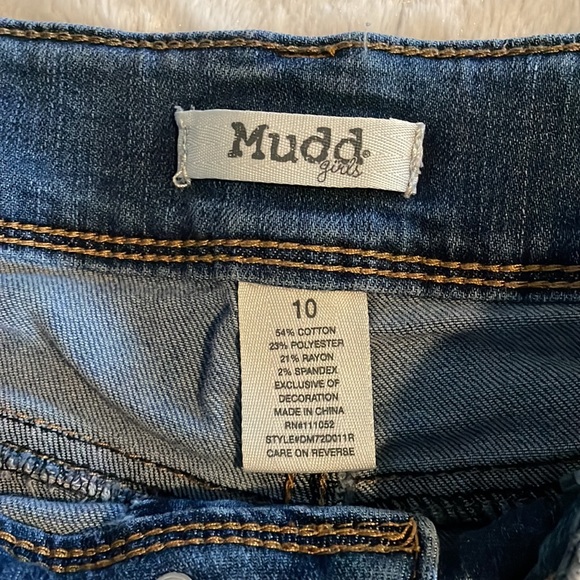 Mudd®
girls
10
54% COTTON
23% POLYESTER
21% RAYON
2% SPANDEX
EXCLUSIVE OF
DECORATION
MADE IN CHINA
RN#111052
STYLE#DM72D011R
CARE ON REVERSE